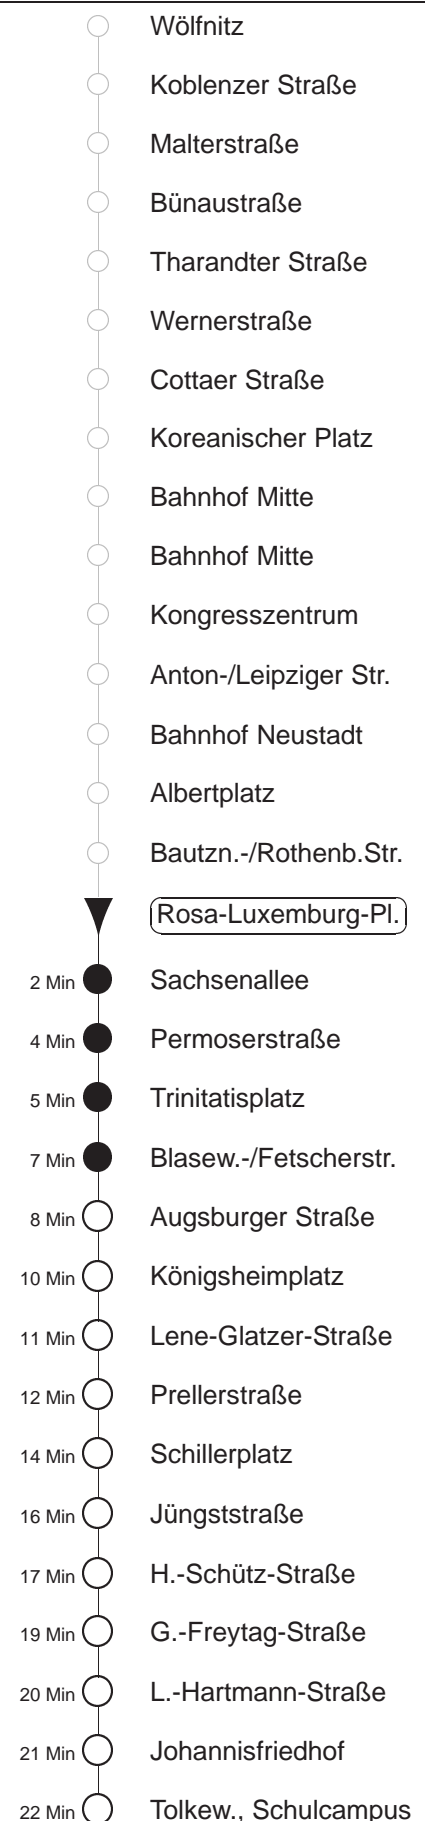 Wölfnitz
Koblenzer Straße
Malterstraße
Bünaustraße
Tharandter Straße
Wernerstraße
Cottaer Straße
Koreanischer Platz
Bahnhof Mitte
Bahnhof Mitte
Kongresszentrum
Anton-/Leipziger Str.
Bahnhof Neustadt
Albertplatz
Bautzn.-/Rothenb.Str.
Rosa-Luxemburg-Pl.
2 Min Sachsenallee
4 Min Permoserstraße
5 Min Trinitatisplatz
7 Min Blasew.-/Fetscherstr.
8 Min Augsburger Straße
10 Min Königsheimplatz
11 Min Lene-Glatzer-Straße
12 Min Prellerstraße
14 Min Schillerplatz
16 Min Jüngststraße
17 Min H.-Schütz-Straße
19 Min G.-Freytag-Straße
20 Min L.-Hartmann-Straße
21 Min Johannisfriedhof
22 Min Tolkew., Schulcampus